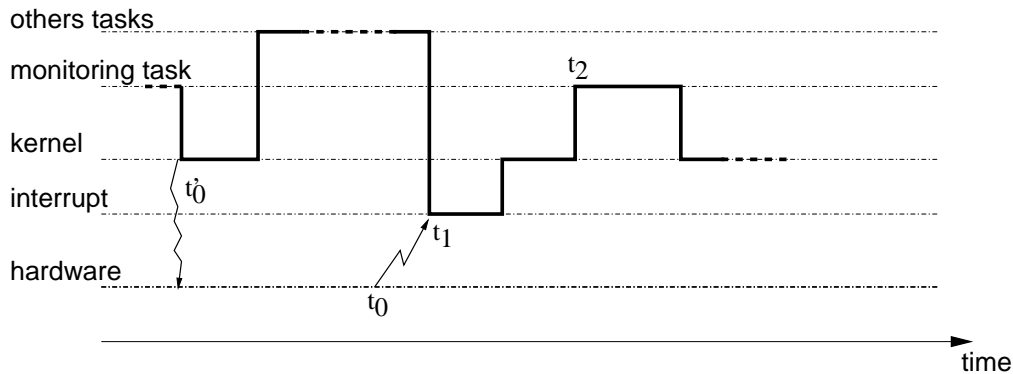 others tasks
monitoring task
t2
kernel
t'0
interrupt
t1
hardware
t0
time